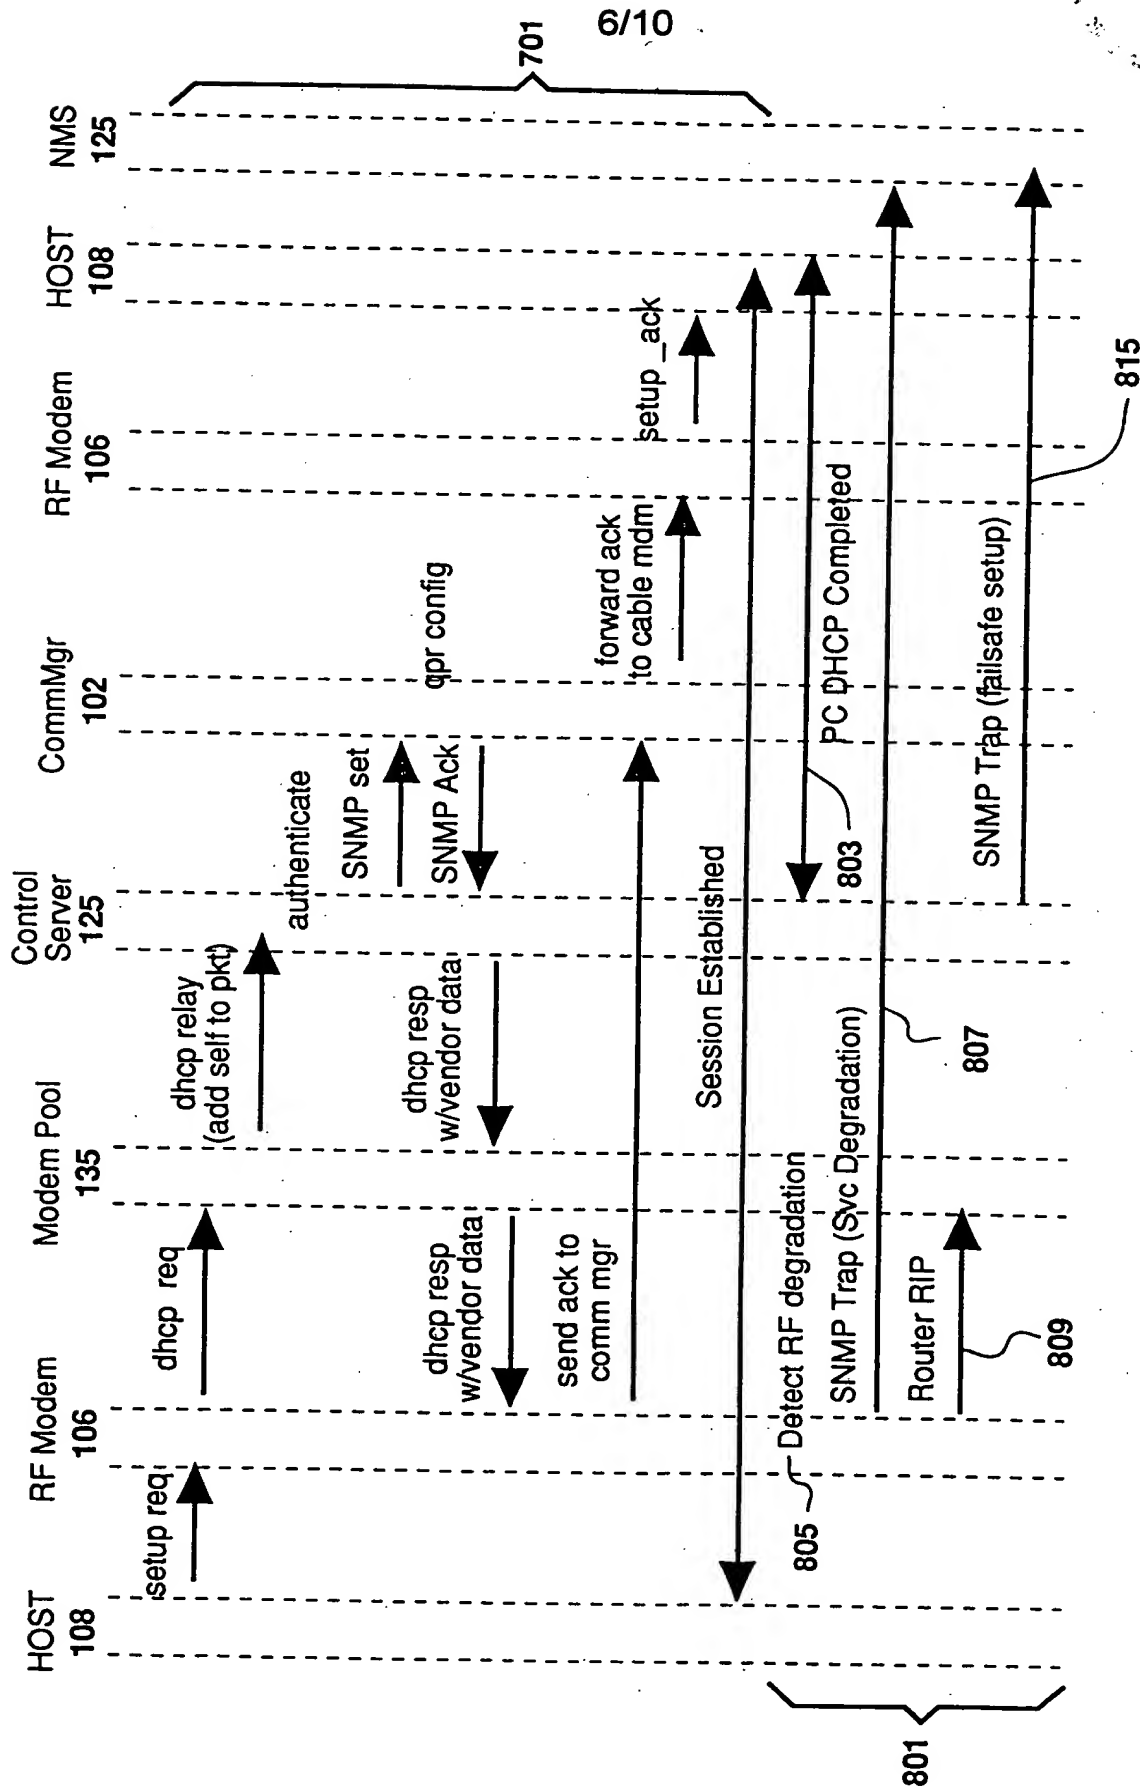 6/10
HOST
108
RF Modem
106
Modem Pool
135
Control
Server
125
CommMgr
102
RF Modem
106
HOST
108
NMS
125
701
setup req
dhcp req
dhcp relay
(add self to pkt)
authenticate
SNMP set
SNMP Ack
qpr config
dhcp resp
w/vendor data
dhcp resp
w/vendor data
send ack to
comm mgr
forward ack
to cable mdm
setup_ack
Session Established
PC DHCP Completed
803
805
Detect RF degradation
SNMP Trap (Svc Degradation)
807
Router RIP
809
SNMP Trap (failsafe setup)
815
801